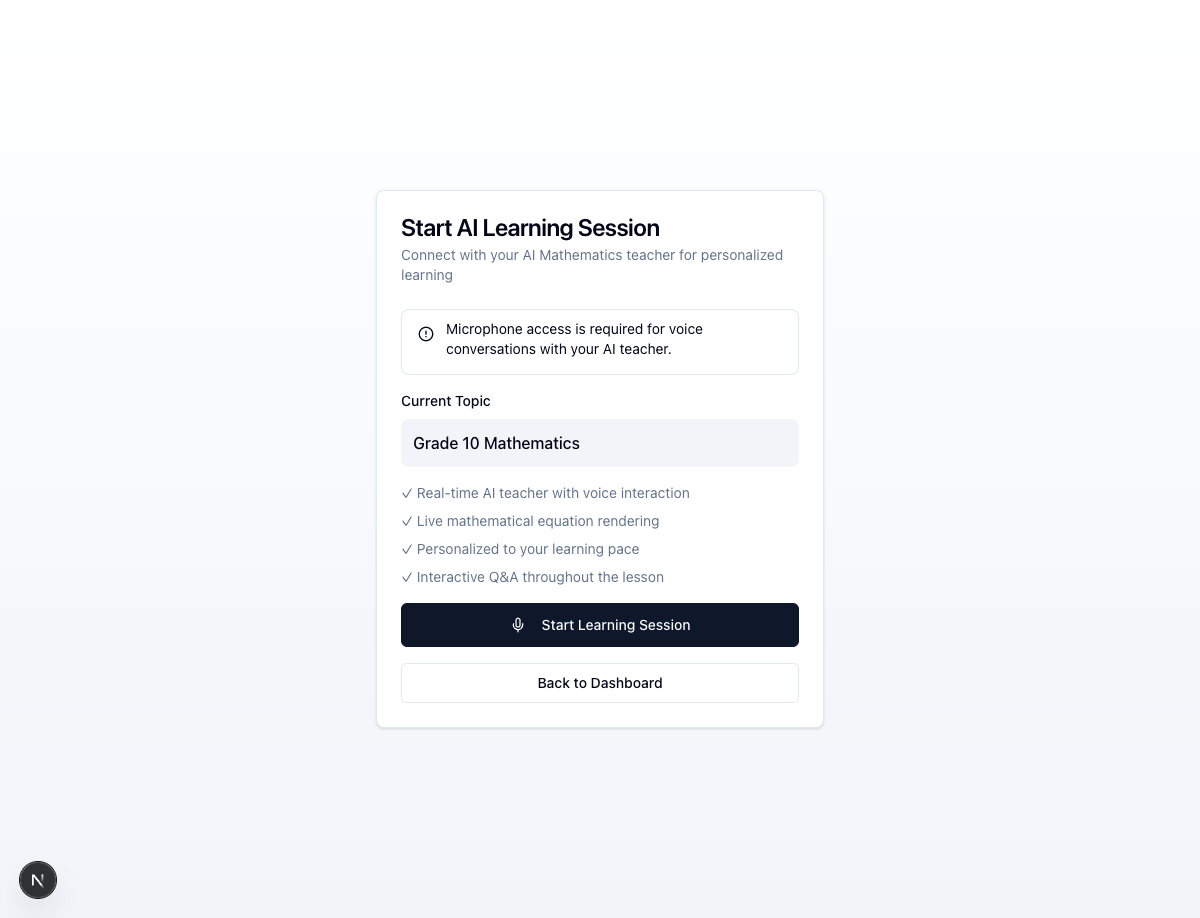 Start AI Learning Session
Connect with your AI Mathematics teacher for personalized
learning
Microphone access is required for voice
conversations with your AI teacher.
Current Topic
Grade 10 Mathematics
✓ Real-time AI teacher with voice interaction
✓ Live mathematical equation rendering
✓ Personalized to your learning pace
✓ Interactive Q&A throughout the lesson
Start Learning Session
Back to Dashboard
N